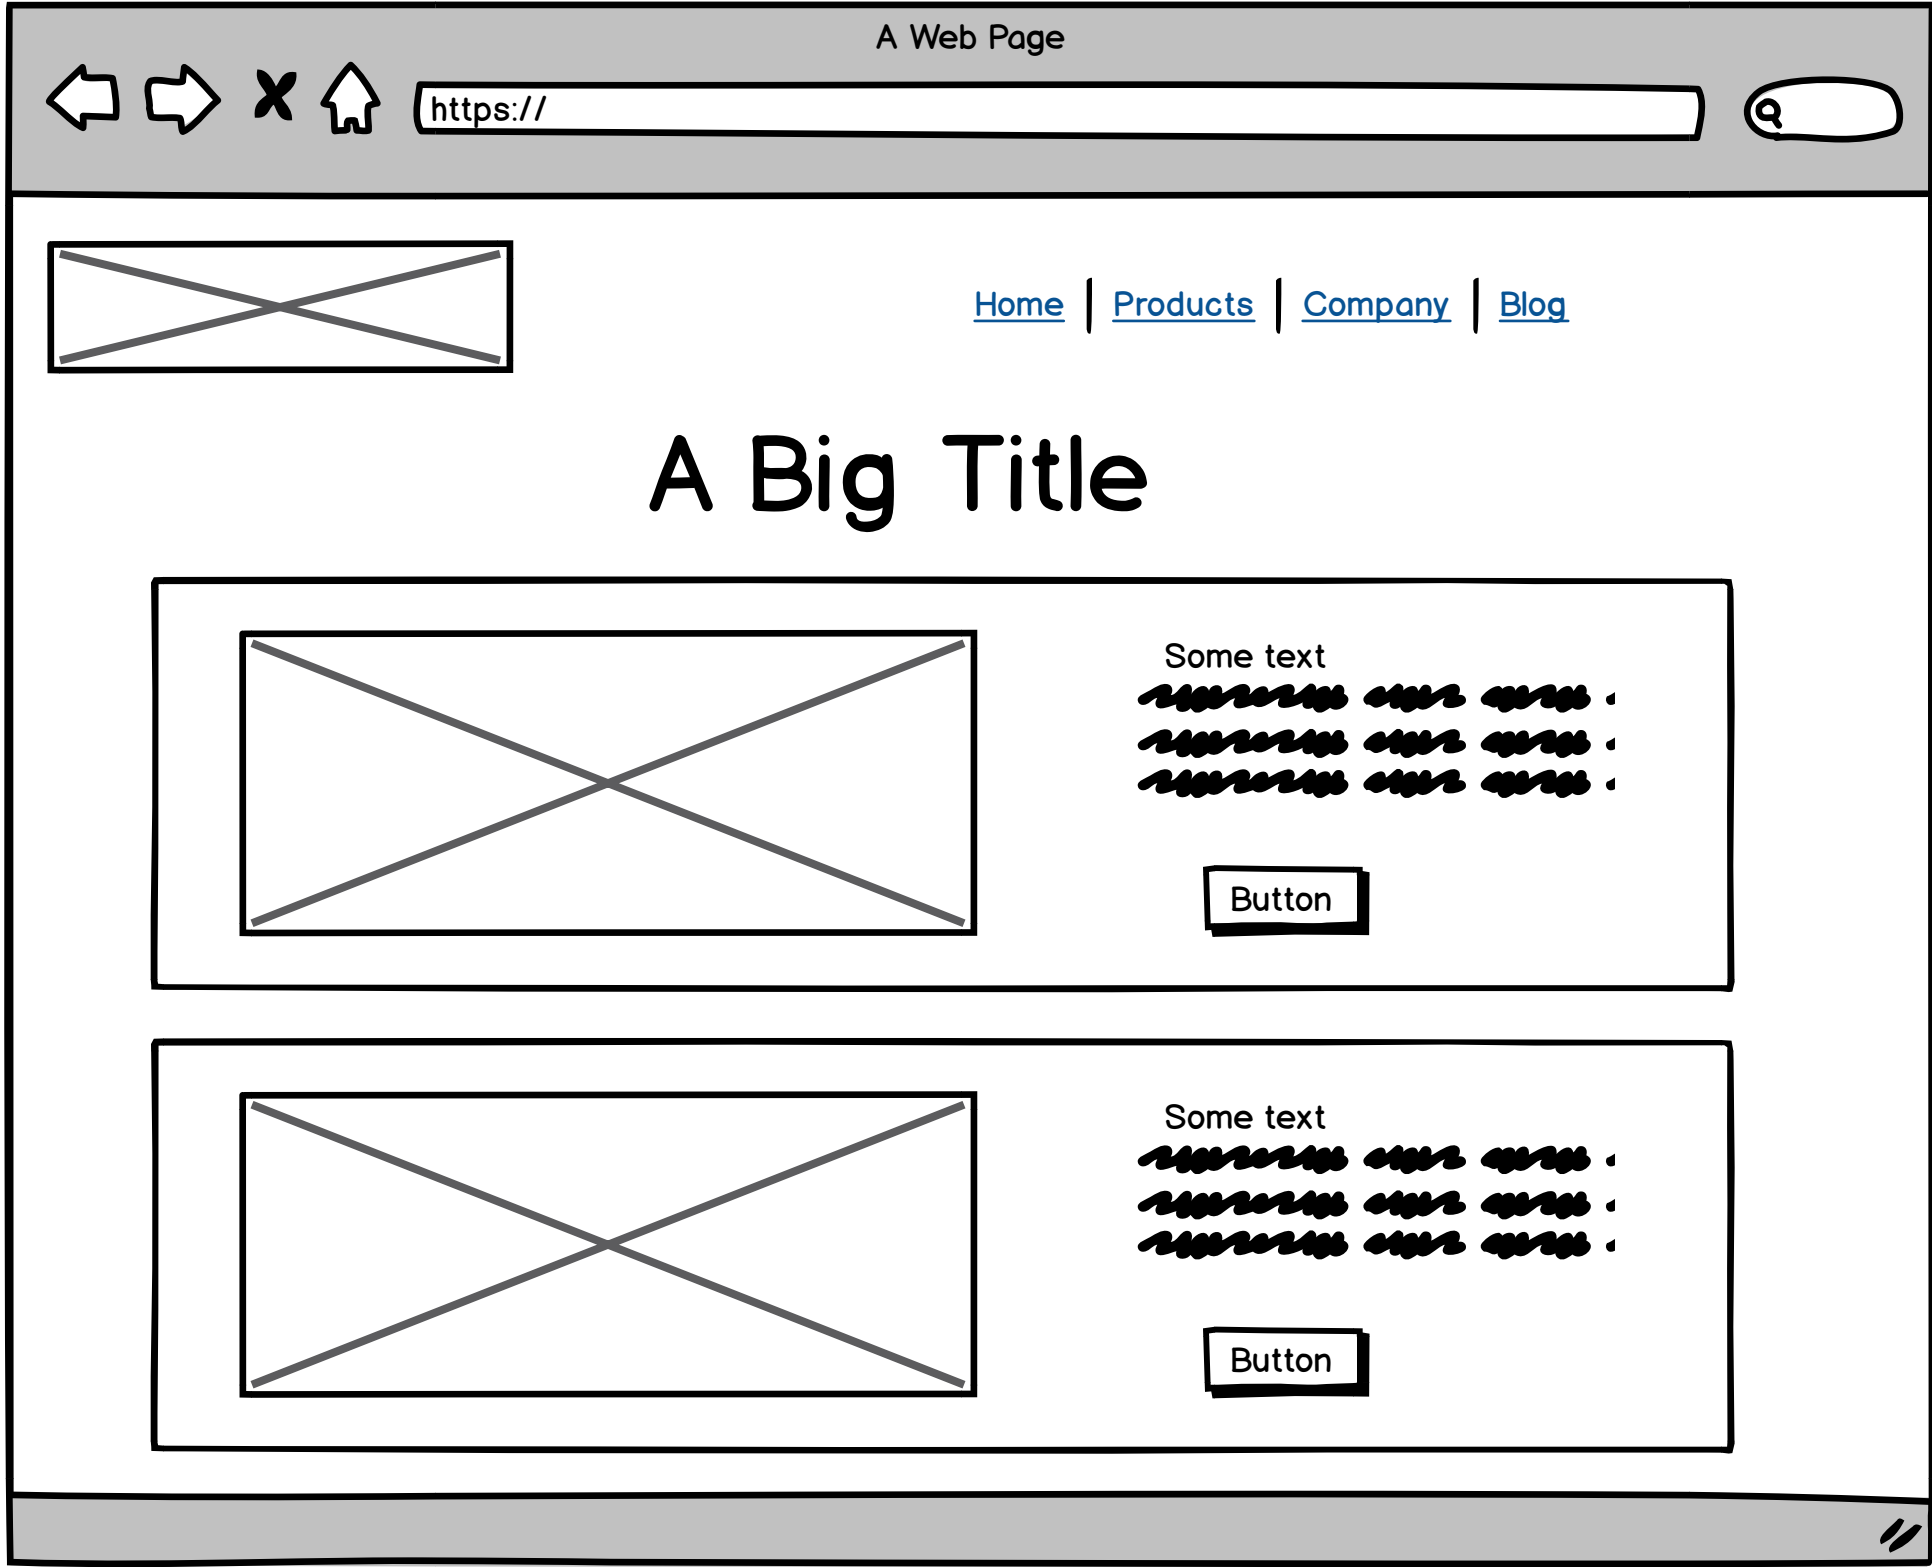 A Web Page
https://
Home | Products | Company | Blog
A Big Title
Some text
Button
Some text
Button